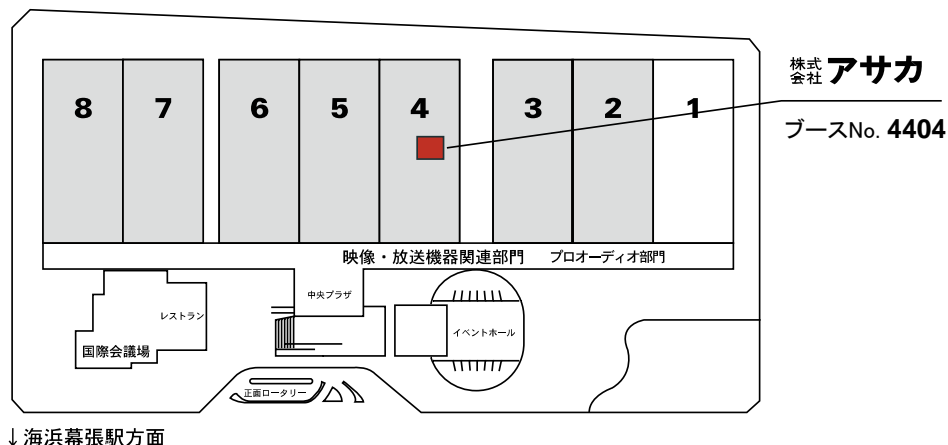 株式会社 アサカ
ブースNo. 4404
8 7 6 5 4 3 2 1
映像・放送機器関連部門 プロオーディオ部門
中央プラザ
レストラン
イベントホール
国際会議場
正面ロータリー
↓海浜幕張駅方面